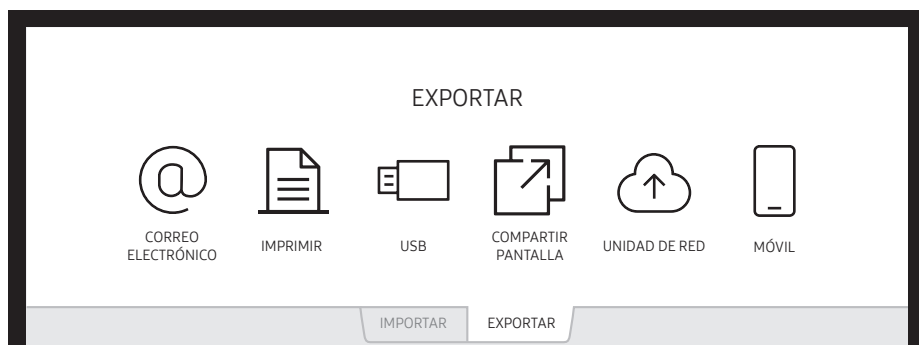 EXPORTAR
CORREO
ELECTRÓNICO
IMPRIMIR
USB
COMPARTIR
PANTALLA
UNIDAD DE RED
MÓVIL
IMPORTAR
EXPORTAR